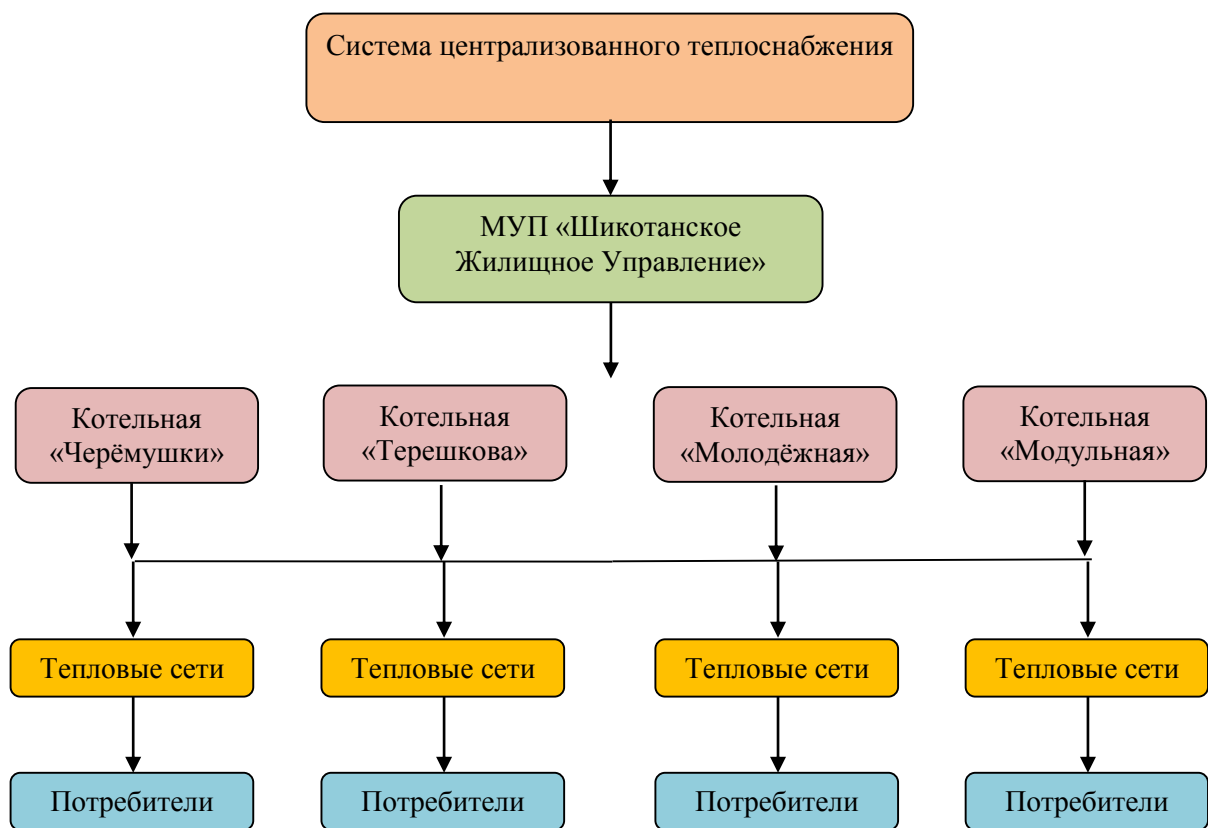 Система централизованного теплоснабжения
МУП «Шикотанское
Жилищное Управление»
Котельная
«Черёмушки»
Котельная
«Терешкова»
Котельная
«Молодёжная»
Котельная
«Модульная»
Тепловые сети
Тепловые сети
Тепловые сети
Тепловые сети
Потребители
Потребители
Потребители
Потребители